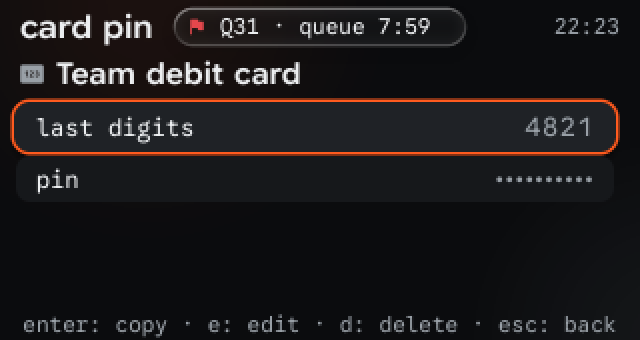 card pin Q31 · queue 7:59 22:23
123 Team debit card
last digits 4821
pin ••••••••••
enter: copy · e: edit · d: delete · esc: back